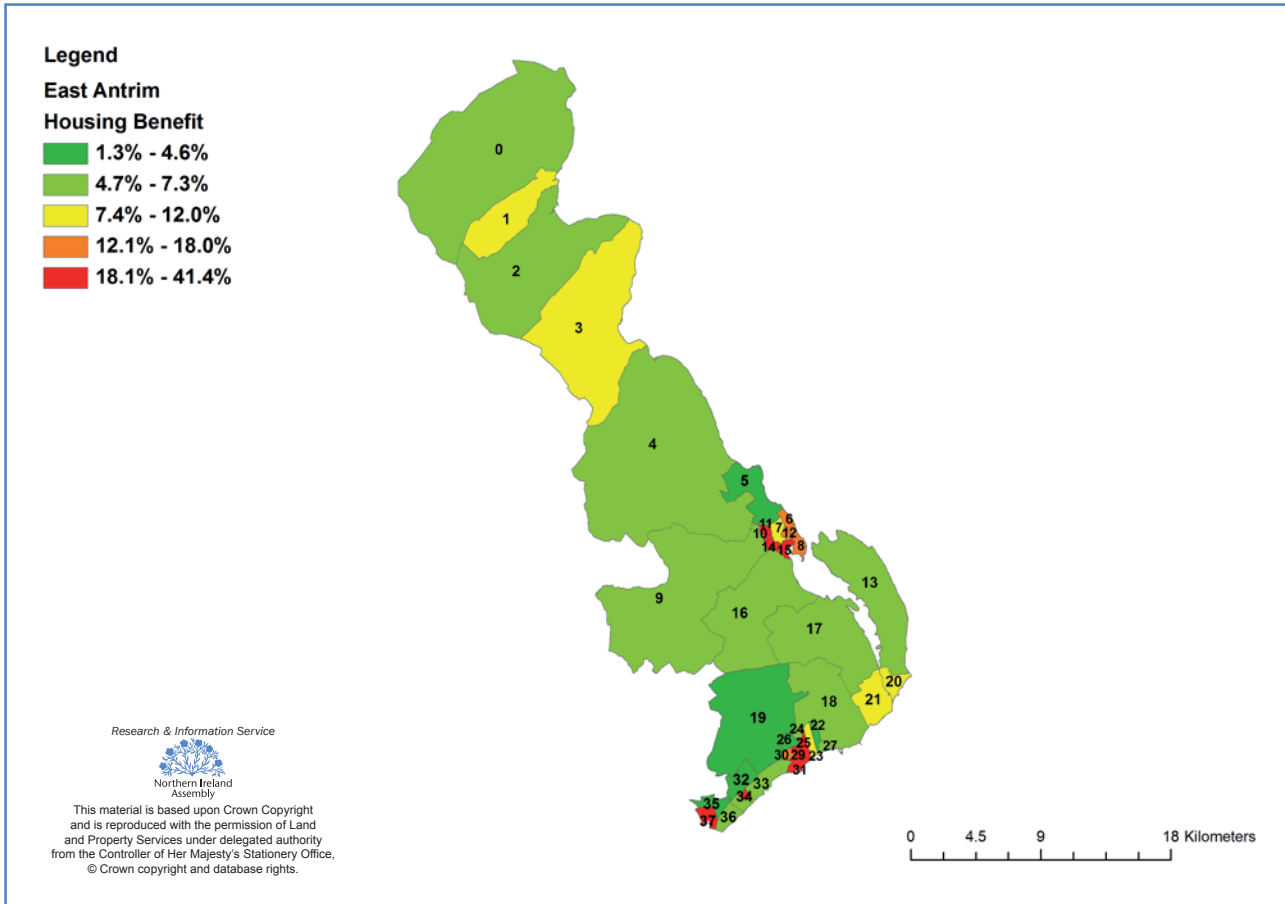 Legend
East Antrim
Housing Benefit
1.3% - 4.6%
4.7% - 7.3%
7.4% - 12.0%
12.1% - 18.0%
18.1% - 41.4%
0
1
2
3
4
5
6
11
7
10
12
14
15
8
13
9
16
17
20
21
18
19
24
22
26
25
27
30
29
23
31
32
33
34
35
36
37
Research & Information Service
Northern Ireland
Assembly
This material is based upon Crown Copyright
and is reproduced with the permission of Land
and Property Services under delegated authority
from the Controller of Her Majesty's Stationery Office,
© Crown copyright and database rights.
0 4.5 9 18 Kilometers